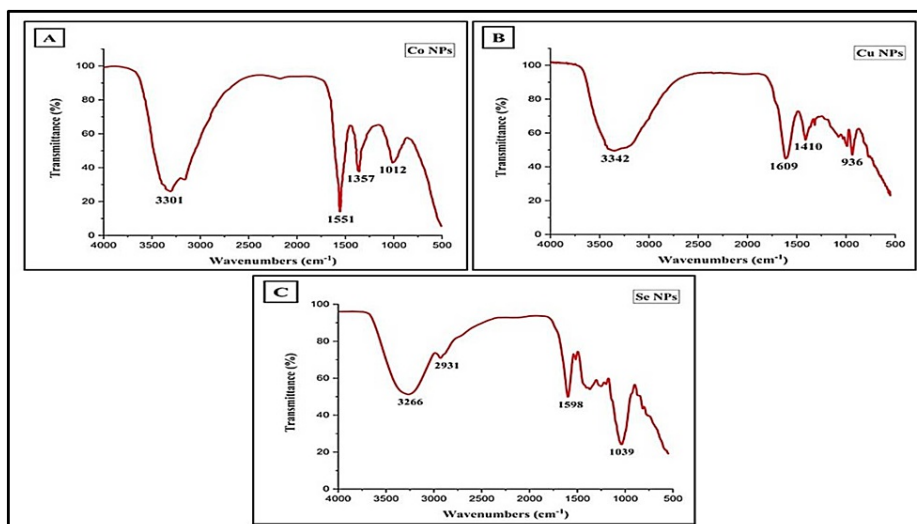 A
Co NPs
Transmittance (%)
100
80
60
40
20
0
3301
1551
1357
1012
4000 3500 3000 2500 2000 1500 1000 500
Wavenumbers (cm⁻¹)
B
Cu NPs
Transmittance (%)
100
80
60
40
20
0
3342
1609
1410
936
4000 3500 3000 2500 2000 1500 1000 500
Wavenumbers (cm⁻¹)
C
Se NPs
Transmittance (%)
100
80
60
40
20
0
3266
2931
1598
1039
4000 3500 3000 2500 2000 1500 1000 500
Wavenumbers (cm⁻¹)